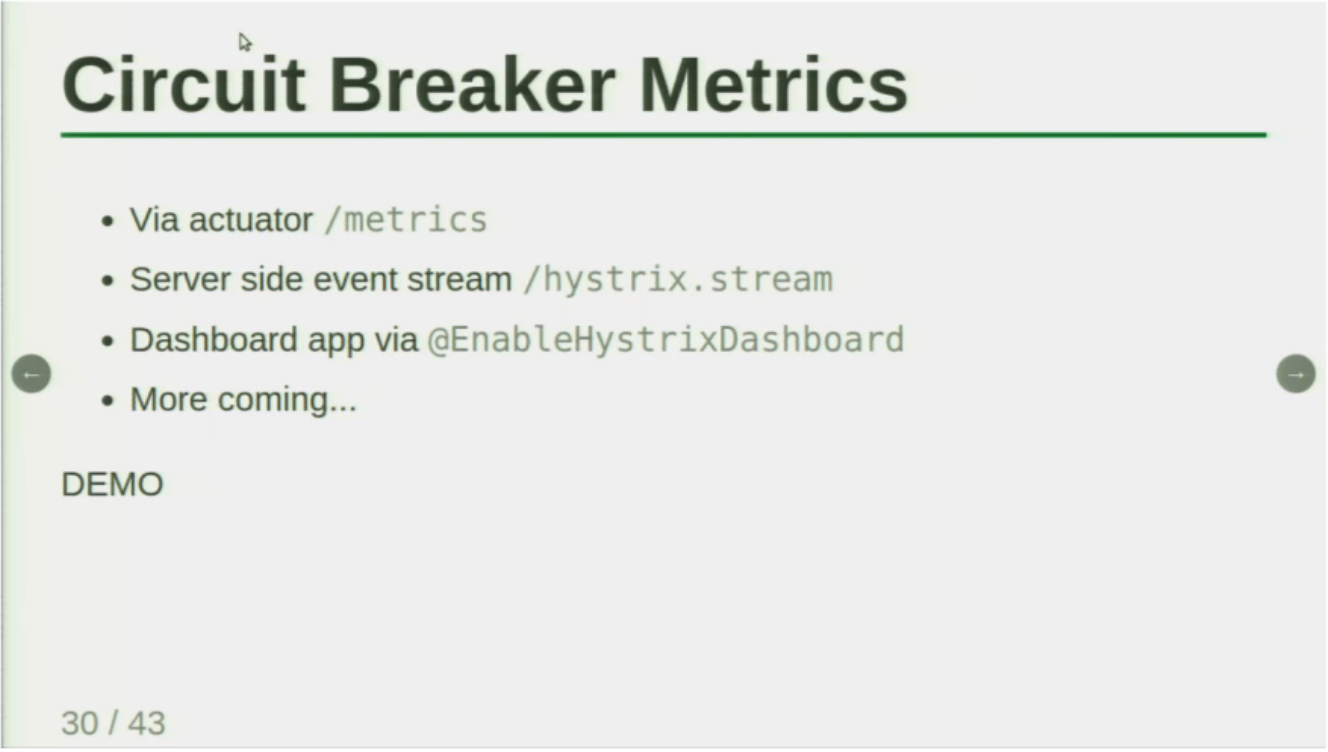 Circuit Breaker Metrics
• Via actuator /metrics
• Server side event stream /hystrix.stream
• Dashboard app via @EnableHystrixDashboard
• More coming...
←
→
DEMO
30 / 43